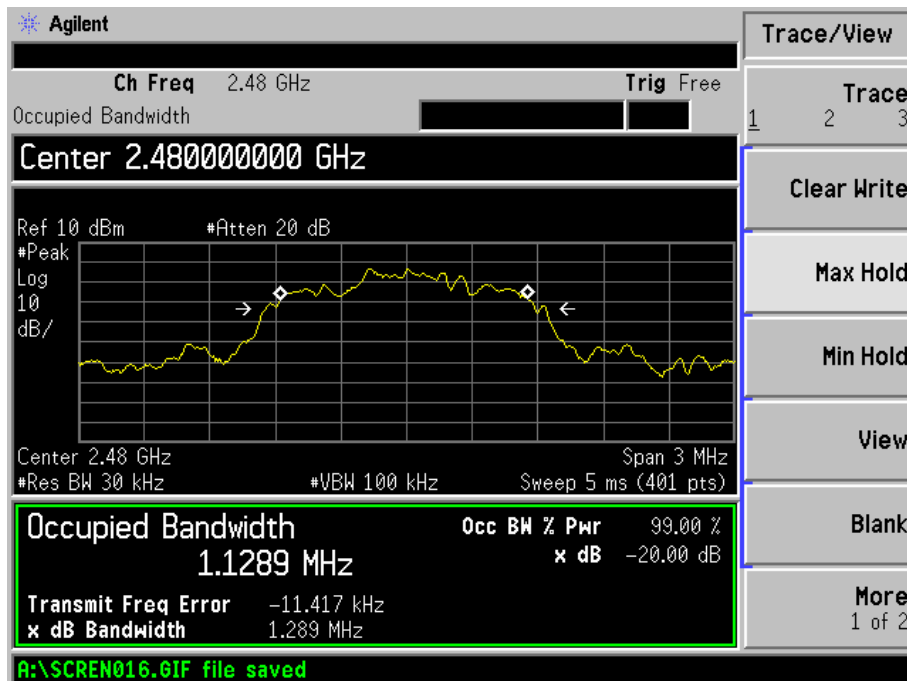 Agilent
Trace/View
Ch Freq 2.48 GHz Trig Free
Occupied Bandwidth
Trace
1 2 3
Center 2.480000000 GHz
Clear Write
Ref 10 dBm #Atten 20 dB
#Peak
Log
10
dB/
Max Hold
Min Hold
View
Center 2.48 GHz Span 3 MHz
#Res BW 30 kHz #VBW 100 kHz Sweep 5 ms (401 pts)
Occupied Bandwidth Occ BW % Pwr 99.00 %
1.1289 MHz x dB -20.00 dB
Blank
Transmit Freq Error -11.417 kHz
x dB Bandwidth 1.289 MHz
More
1 of 2
A:\SCREN016.GIF file saved